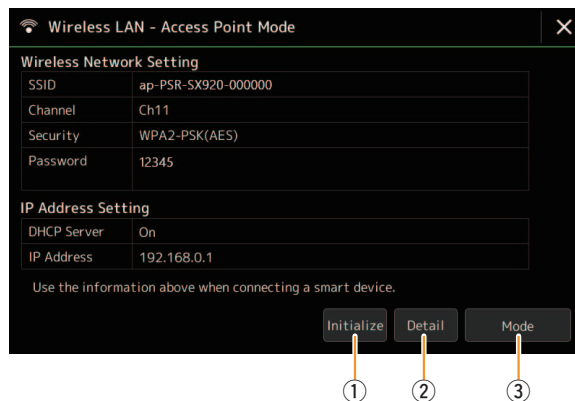 Wireless LAN - Access Point Mode
Wireless Network Setting
SSID ap-PSR-SX920-000000
Channel Ch11
Security WPA2-PSK(AES)
Password 12345
IP Address Setting
DHCP Server On
IP Address 192.168.0.1
Use the information above when connecting a smart device.
Initialize Detail Mode
① ② ③